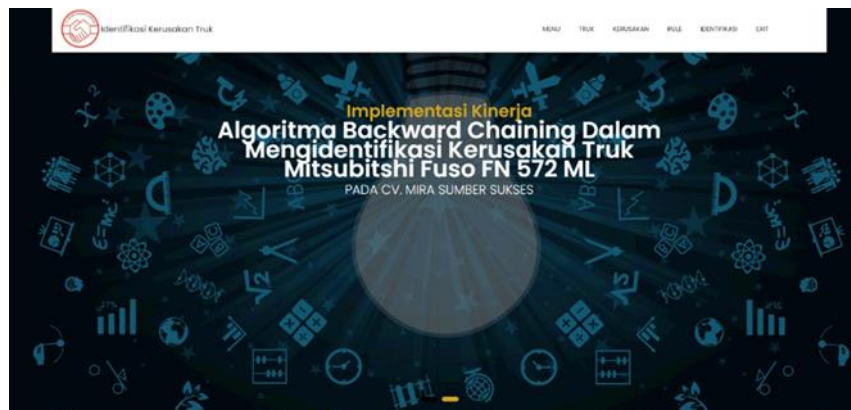 Identifikasi Kerusakan Truk
MENU TRUK KERUSAKAN RULE IDENTIFIKASI EXIT
Implementasi Kinerja
Algoritma Backward Chaining Dalam
Mengidentifikasi Kerusakan Truk
Mitsubitshi Fuso FN 572 ML
PADA CV. MIRA SUMBER SUKSES